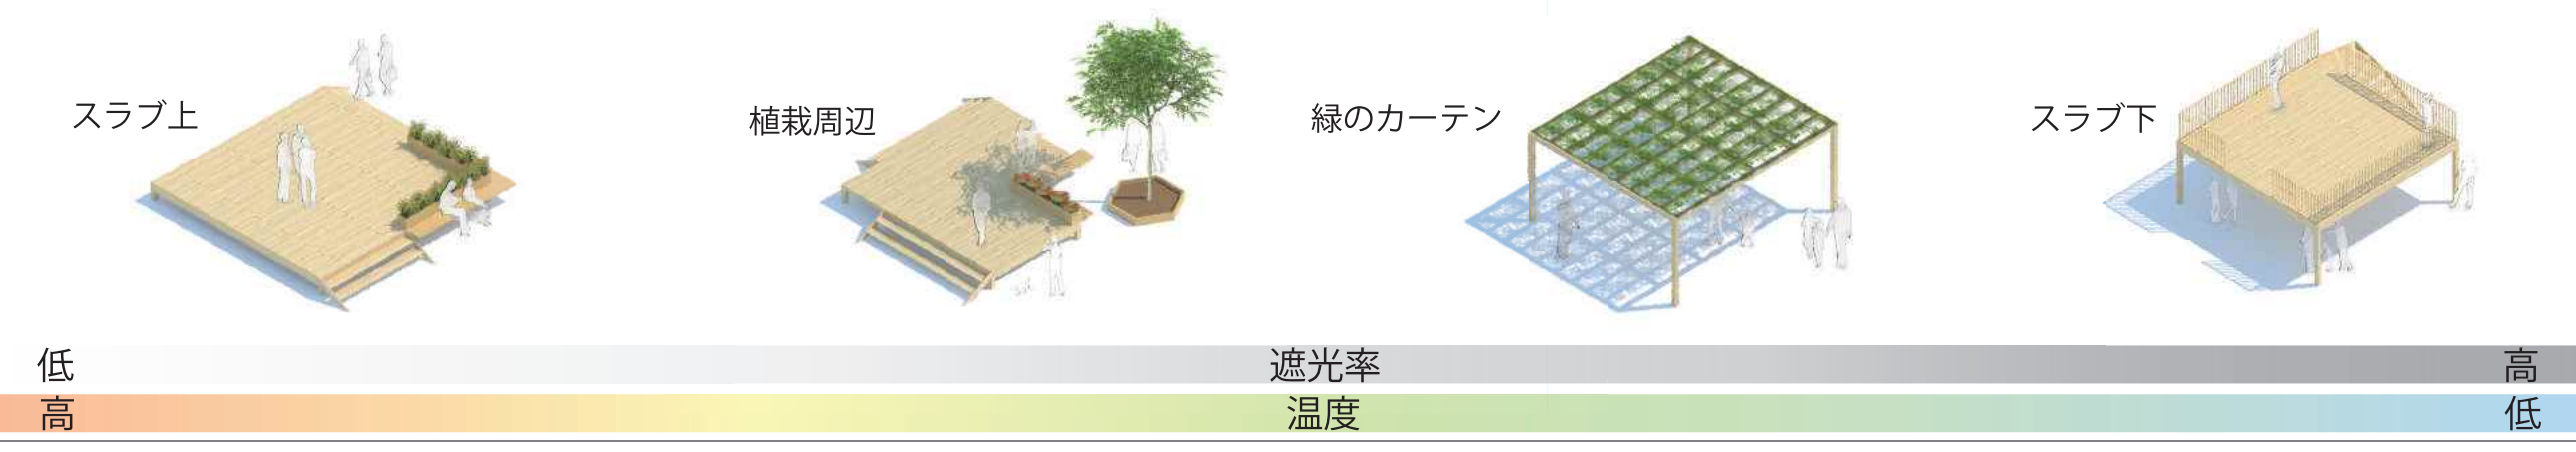 スラブ上
植栽周辺
緑のカーテン
スラブ下
低 遮光率 高
高 温度 低